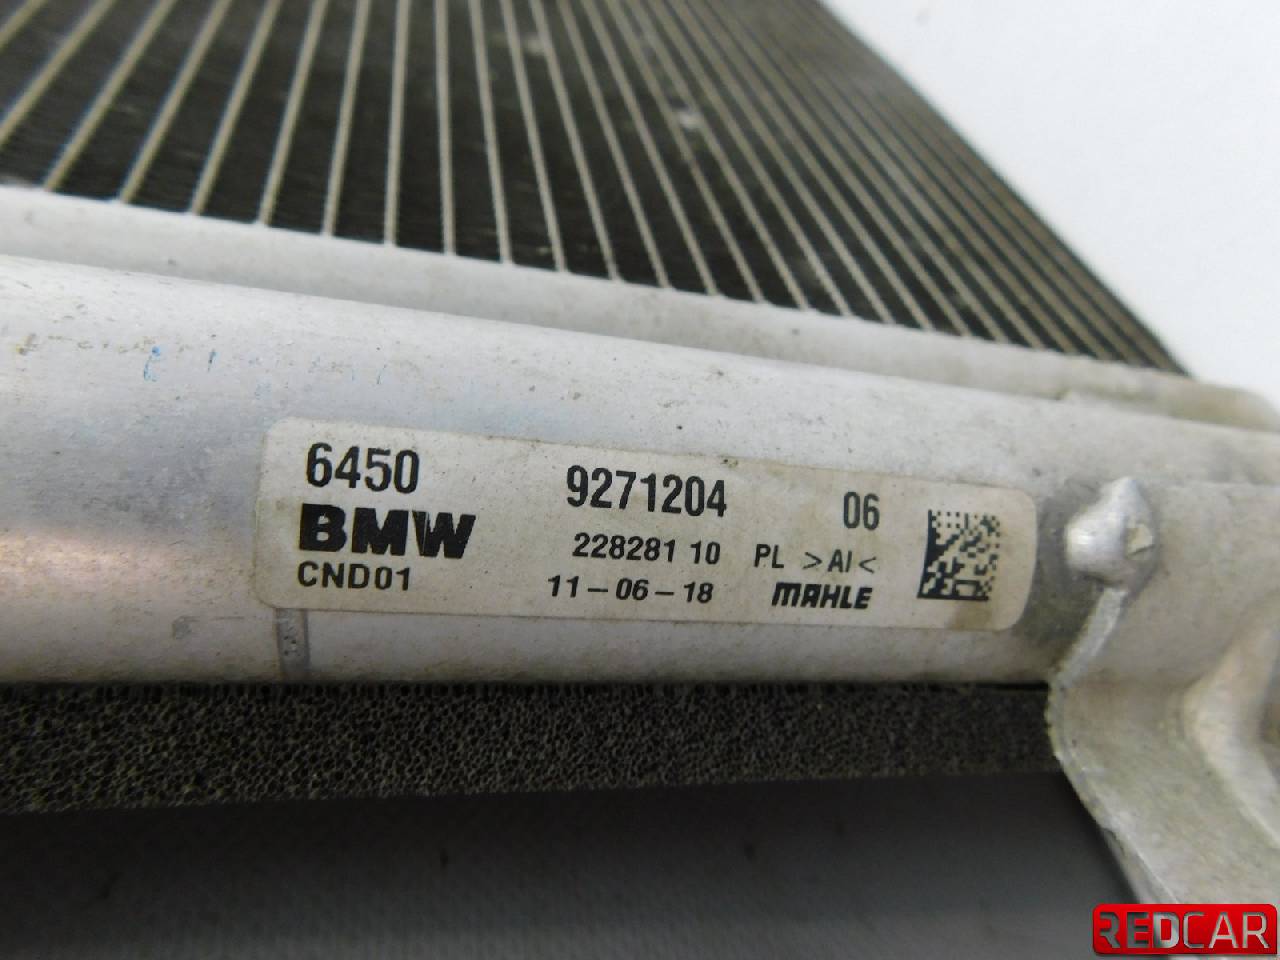 6450 9271204 06
BMW 228281 10 PL >Al<
CND01 11-06-18 MAHLE
REDCAR